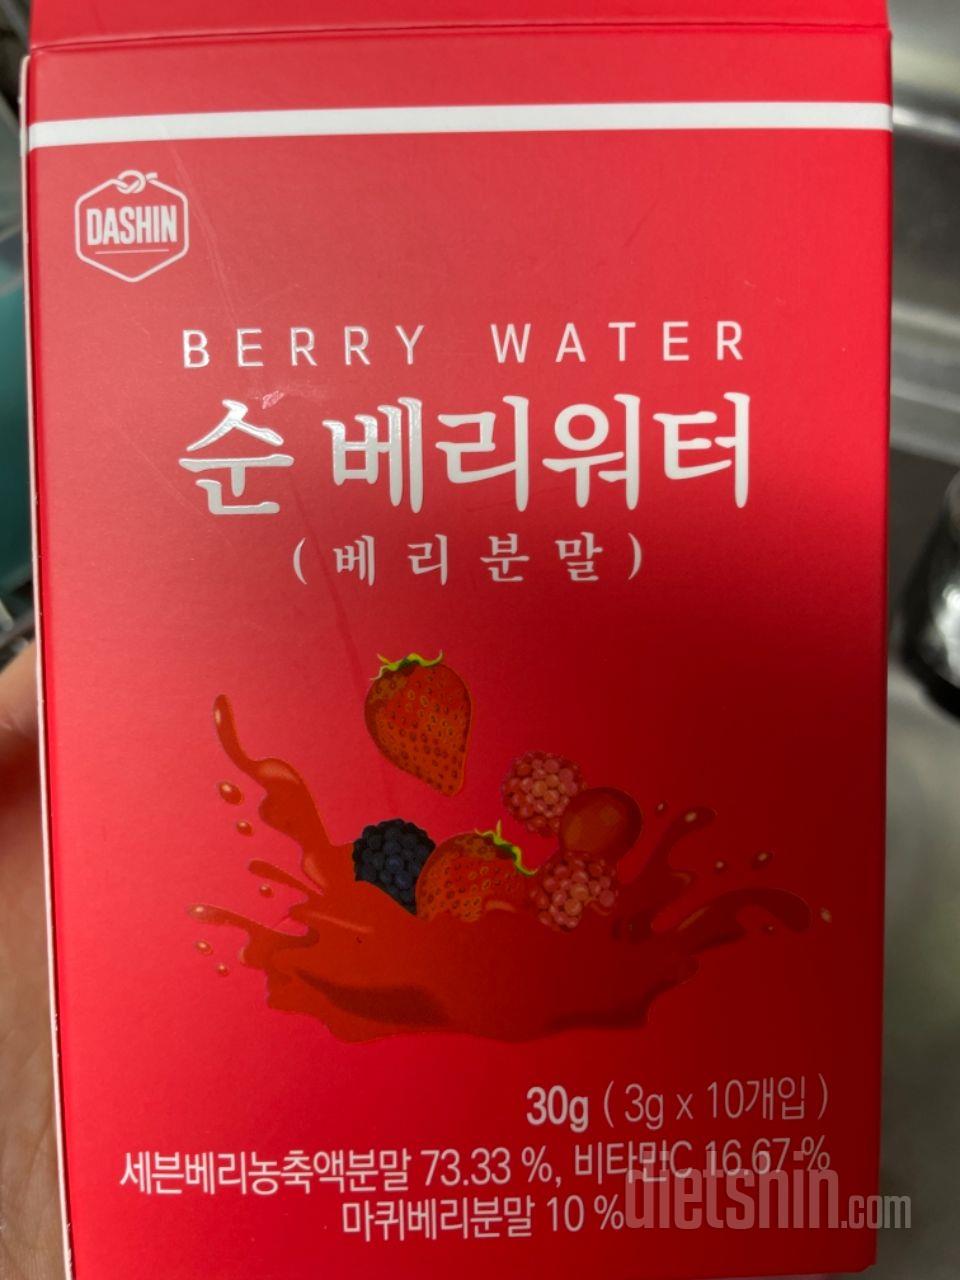 DASHIN
BERRY WATER
순 베리워터
(베리분말)
30g ( 3g x 10개입 )
세븐베리농축액분말 73.33 %, 비타민C 16.67 %
마퀴베리분말 10 %
dietshin.com